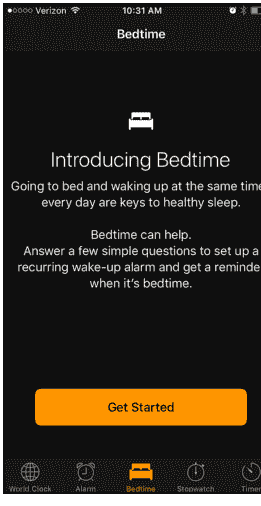 Verizon 10:31 AM
Bedtime
Introducing Bedtime
Going to bed and waking up at the same time
every day are keys to healthy sleep.
Bedtime can help.
Answer a few simple questions to set up a
recurring wake-up alarm and get a reminde
when it's bedtime.
Get Started
World Clock Alarm Bedtime Stopwatch Timer